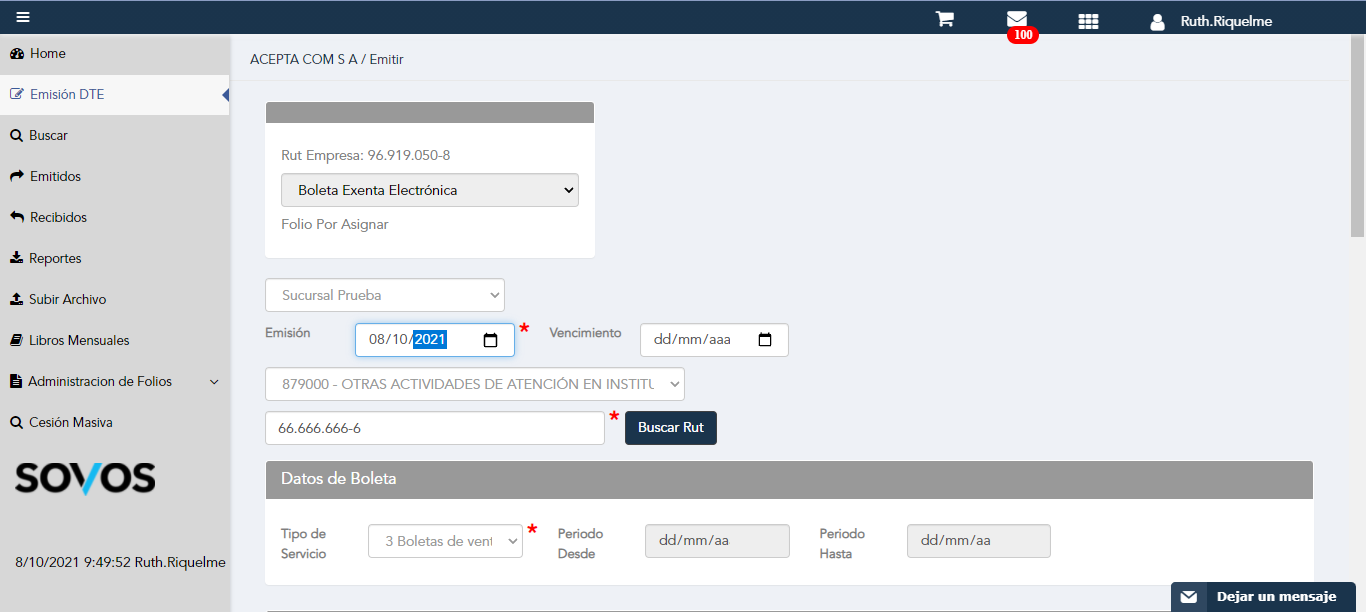 100
Ruth.Riquelme
Home
Emisión DTE
Buscar
Emitidos
Recibidos
Reportes
Subir Archivo
Libros Mensuales
Administracion de Folios
Cesión Masiva
SOVOS
8/10/2021 9:49:52 Ruth.Riquelme
ACEPTA COM S A / Emitir
Rut Empresa: 96.919.050-8
Boleta Exenta Electrónica
Folio Por Asignar
Sucursal Prueba
Emisión 08/10/2021 * Vencimiento dd/mm/aaa
879000 - OTRAS ACTIVIDADES DE ATENCIÓN EN INSTITU
66.666.666-6 * Buscar Rut
Datos de Boleta
Tipo de Servicio 3 Boletas de vent * Periodo Desde dd/mm/aa Periodo Hasta dd/mm/aa
Dejar un mensaje